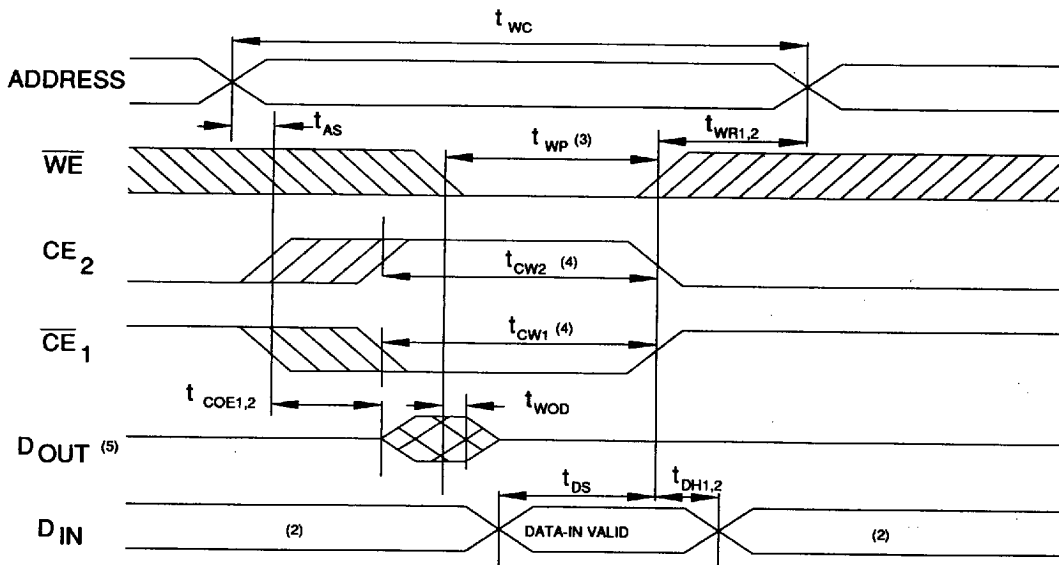 t WC
ADDRESS
t AS
t WP (3)
t WR1,2
WE
CE 2
t CW2 (4)
CE 1
t CW1 (4)
t COE1,2
t WOD
D OUT (5)
t DS
t DH1,2
D IN
(2)
DATA-IN VALID
(2)